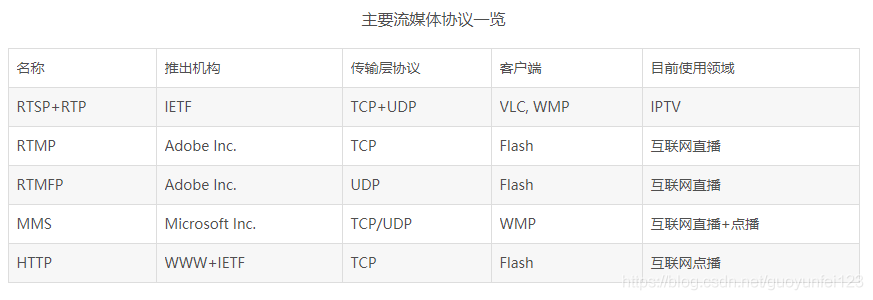 主要流媒体协议一览
名称 推出机构 传输层协议 客户端 目前使用领域
RTSP+RTP IETF TCP+UDP VLC, WMP IPTV
RTMP Adobe Inc. TCP Flash 互联网直播
RTMFP Adobe Inc. UDP Flash 互联网直播
MMS Microsoft Inc. TCP/UDP WMP 互联网直播+点播
HTTP WWW+IETF TCP Flash 互联网点播
https://blog.csdn.net/guoyunfei123